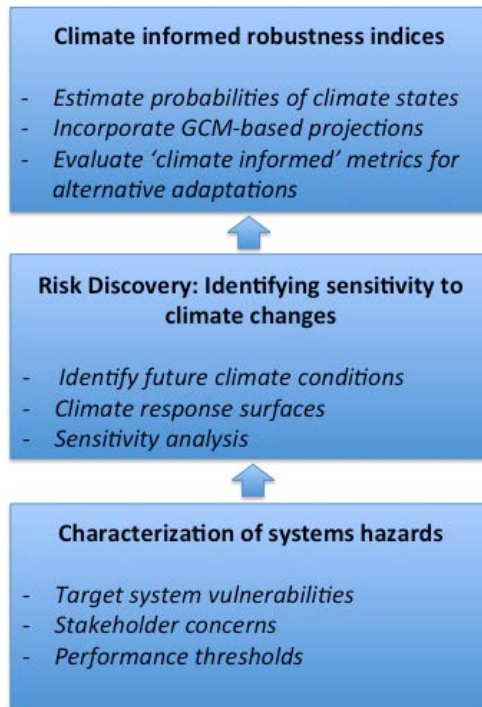 Climate informed robustness indices
- Estimate probabilities of climate states
- Incorporate GCM-based projections
- Evaluate ‘climate informed’ metrics for
alternative adaptations
Risk Discovery: Identifying sensitivity to
climate changes
- Identify future climate conditions
- Climate response surfaces
- Sensitivity analysis
Characterization of systems hazards
- Target system vulnerabilities
- Stakeholder concerns
- Performance thresholds